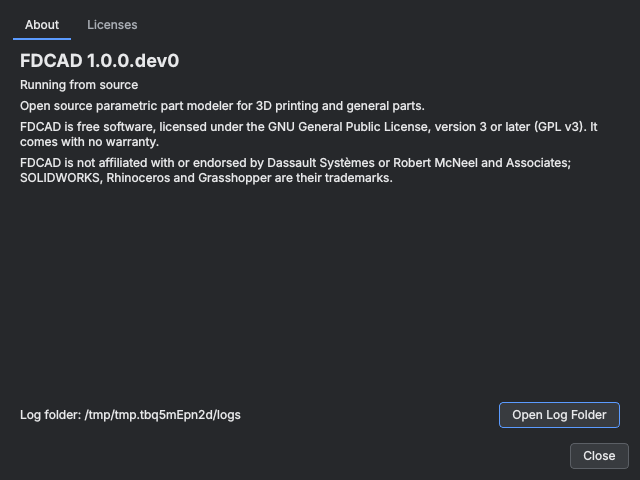 About
Licenses
FDCAD 1.0.0.dev0
Running from source
Open source parametric part modeler for 3D printing and general parts.
FDCAD is free software, licensed under the GNU General Public License, version 3 or later (GPL v3). It
comes with no warranty.
FDCAD is not affiliated with or endorsed by Dassault Systèmes or Robert McNeel and Associates;
SOLIDWORKS, Rhinoceros and Grasshopper are their trademarks.
Log folder: /tmp/tmp.tbq5mEpn2d/logs
Open Log Folder
Close